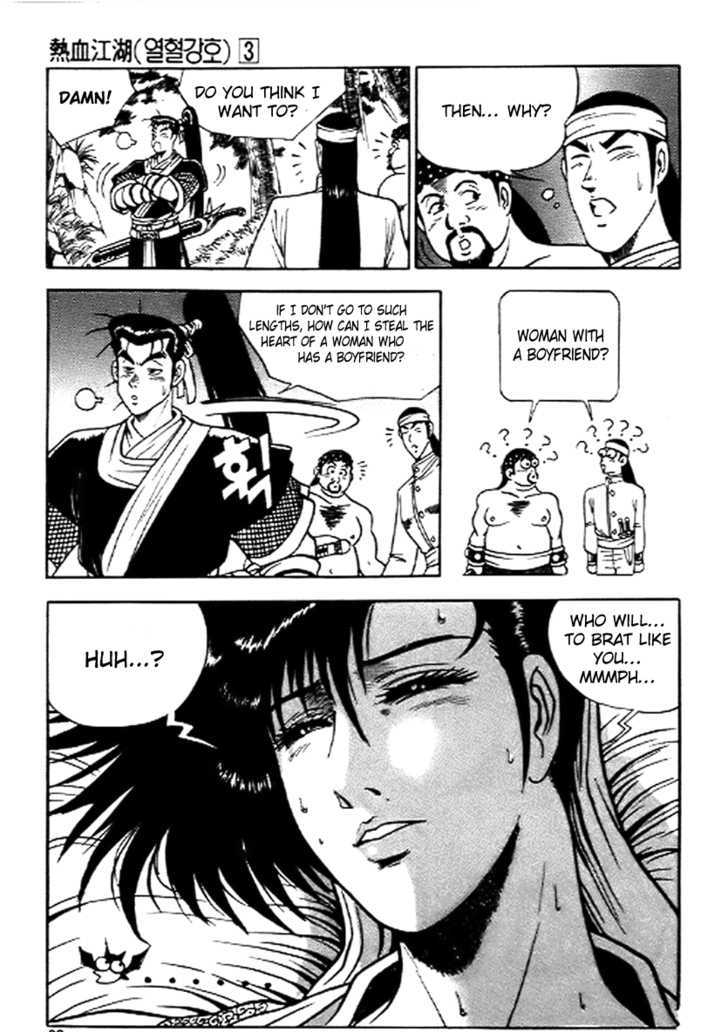 熱血江湖(열혈강호) 3
DAMN!
DO YOU THINK I
WANT TO?
THEN... WHY?
IF I DON'T GO TO SUCH
LENGTHS, HOW CAN I STEAL THE
HEART OF A WOMAN WHO
HAS A BOYFRIEND?
휙
WOMAN WITH
A BOYFRIEND?
? ? ? ? ? ?
? ? ? ? ? ?
HUH...?
WHO WILL...
TO BRAT LIKE
YOU...
MMMPH...